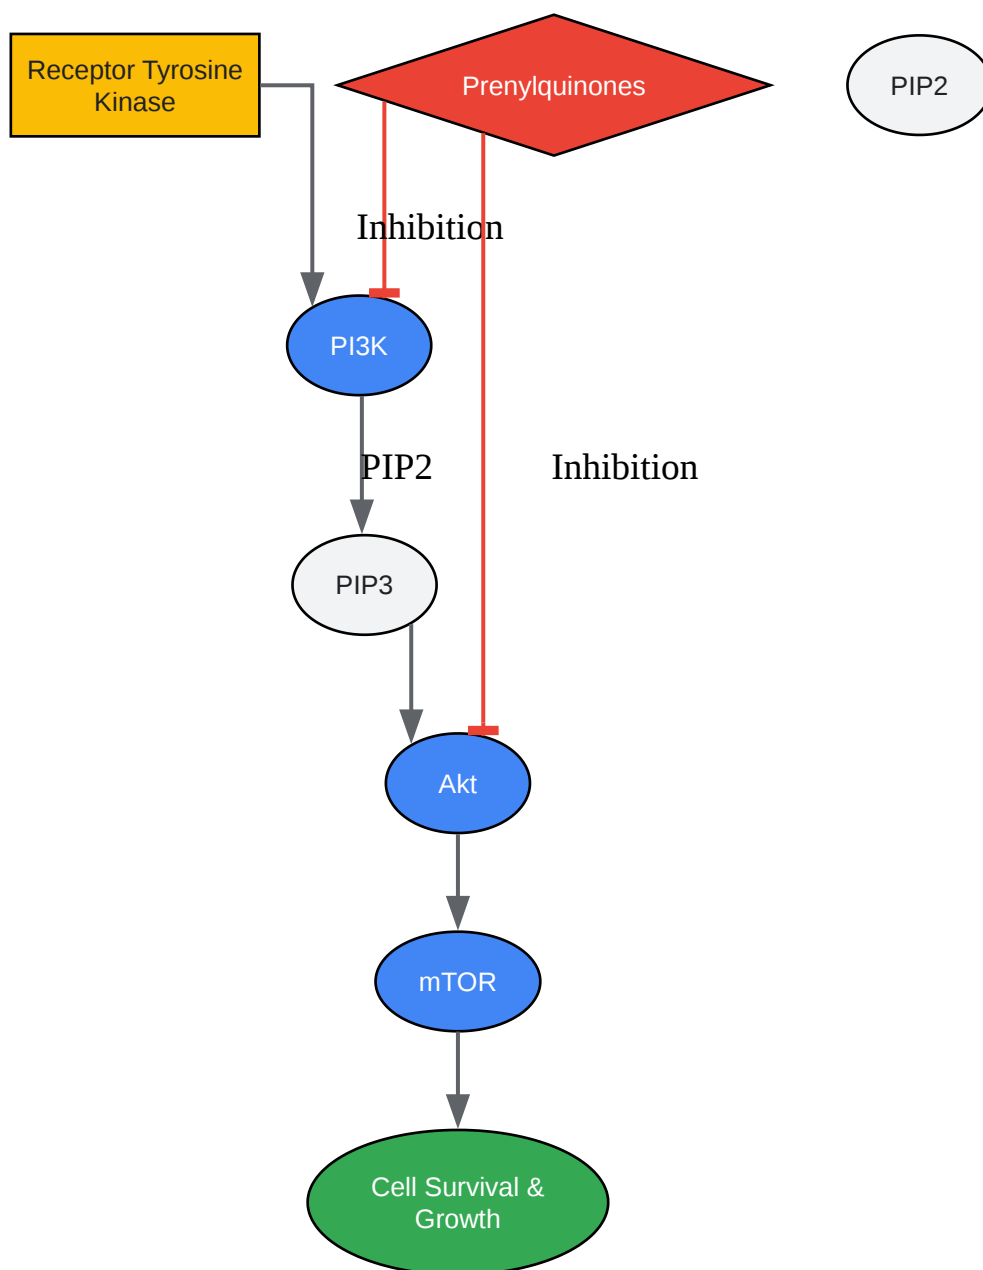 Receptor Tyrosine
Kinase
Prenylquinones
PIP2
Inhibition
PI3K
PIP2
Inhibition
PIP3
Akt
mTOR
Cell Survival &
Growth